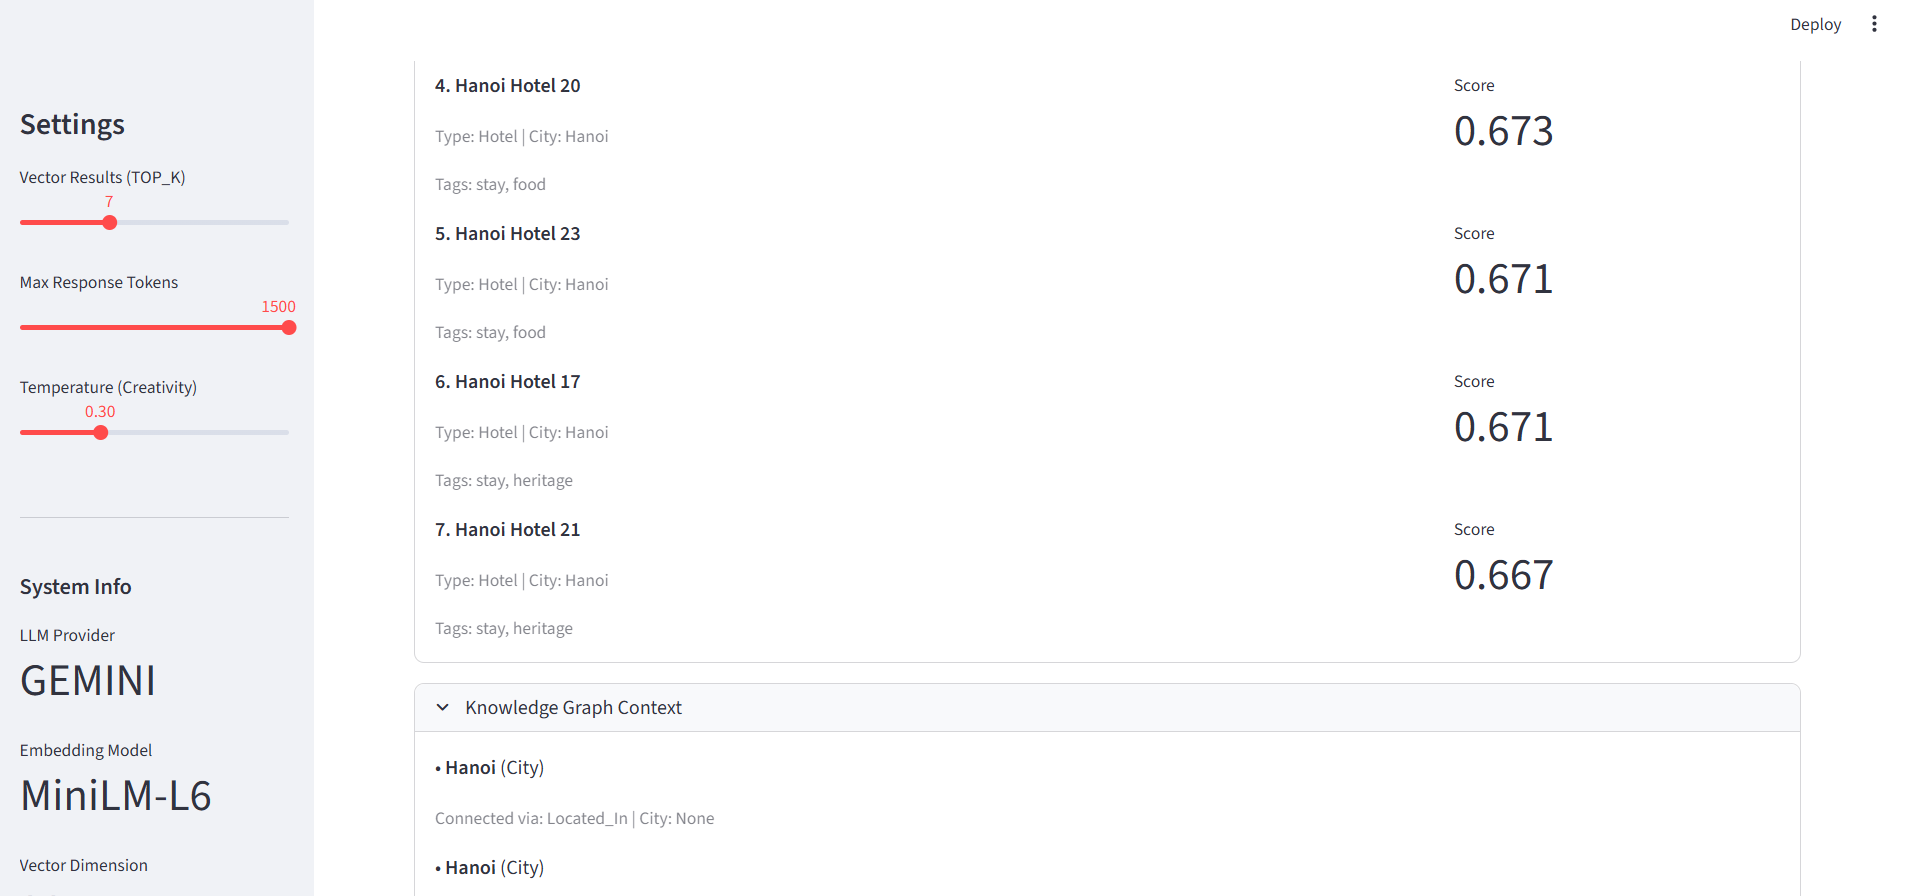 Deploy
Settings
Vector Results (TOP_K)
7
Max Response Tokens
1500
Temperature (Creativity)
0.30
System Info
LLM Provider
GEMINI
Embedding Model
MiniLM-L6
Vector Dimension
4. Hanoi Hotel 20
Type: Hotel | City: Hanoi
Tags: stay, food
Score
0.673
5. Hanoi Hotel 23
Type: Hotel | City: Hanoi
Tags: stay, food
Score
0.671
6. Hanoi Hotel 17
Type: Hotel | City: Hanoi
Tags: stay, heritage
Score
0.671
7. Hanoi Hotel 21
Type: Hotel | City: Hanoi
Tags: stay, heritage
Score
0.667
Knowledge Graph Context
• Hanoi (City)
Connected via: Located_In | City: None
• Hanoi (City)